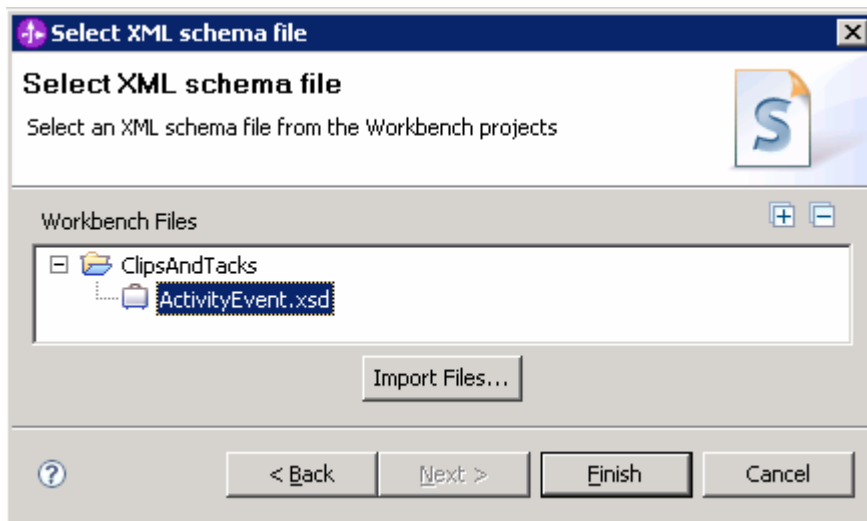 Select XML schema file
Select XML schema file
Select an XML schema file from the Workbench projects
S
Workbench Files
ClipsAndTacks
ActivityEvent.xsd
Import Files...
? < Back Next > Finish Cancel